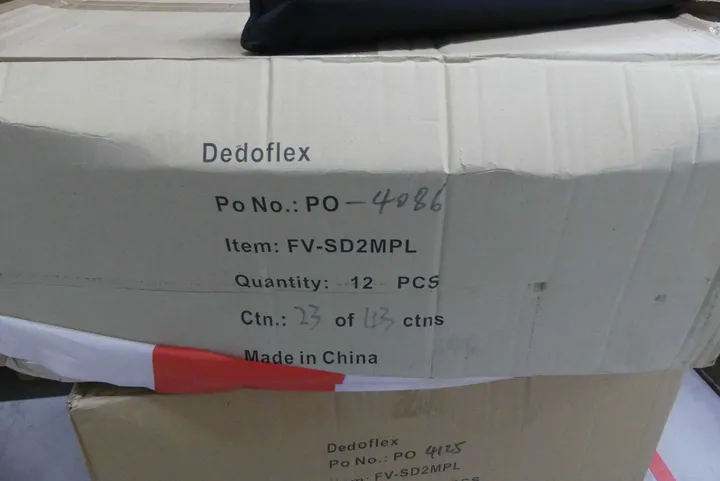 Dedoflex
Po No.: PO - 4086
Item: FV-SD2MPL
Quantity: 12 PCS
Ctn.: 23 of 43 ctns
Made in China
Dedoflex
Po No.: PO 4125
Item: FV-SD2MPL